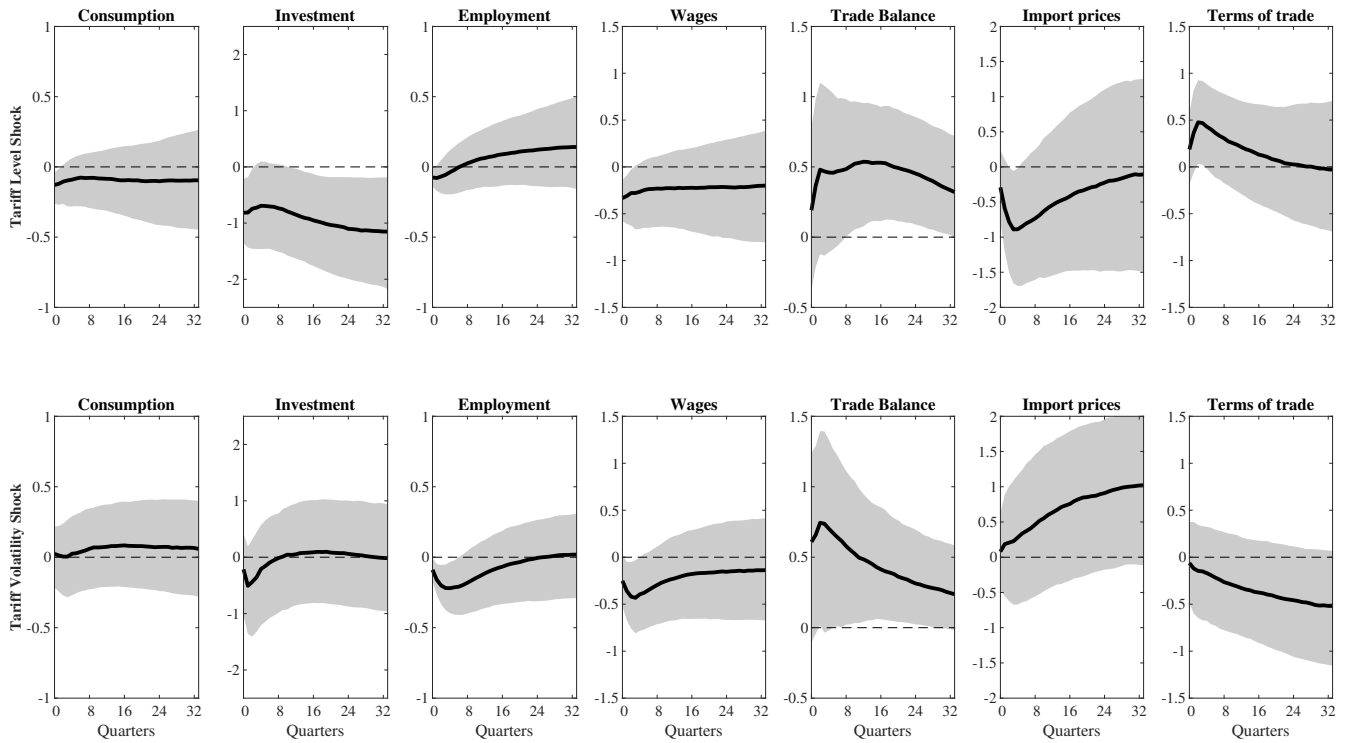 Consumption
Investment
Employment
Wages
Trade Balance
Import prices
Terms of trade
Tariff Level Shock
1
0.5
0
-0.5
-1
0 8 16 24 32
2
1
0
-1
-2
0 8 16 24 32
1
0.5
0
-0.5
-1
0 8 16 24 32
1.5
1
0.5
0
-0.5
-1
-1.5
0 8 16 24 32
1.5
1
0.5
0
-0.5
0 8 16 24 32
2
1.5
1
0.5
0
-0.5
-1
-1.5
-2
0 8 16 24 32
1.5
1
0.5
0
-0.5
-1
-1.5
0 8 16 24 32
Consumption
Investment
Employment
Wages
Trade Balance
Import prices
Terms of trade
Tariff Volatility Shock
1
0.5
0
-0.5
-1
0 8 16 24 32
Quarters
2
1
0
-1
-2
0 8 16 24 32
Quarters
1
0.5
0
-0.5
-1
0 8 16 24 32
Quarters
1.5
1
0.5
0
-0.5
-1
-1.5
0 8 16 24 32
Quarters
1.5
1
0.5
0
-0.5
0 8 16 24 32
Quarters
2
1.5
1
0.5
0
-0.5
-1
-1.5
-2
0 8 16 24 32
Quarters
1.5
1
0.5
0
-0.5
-1
-1.5
0 8 16 24 32
Quarters